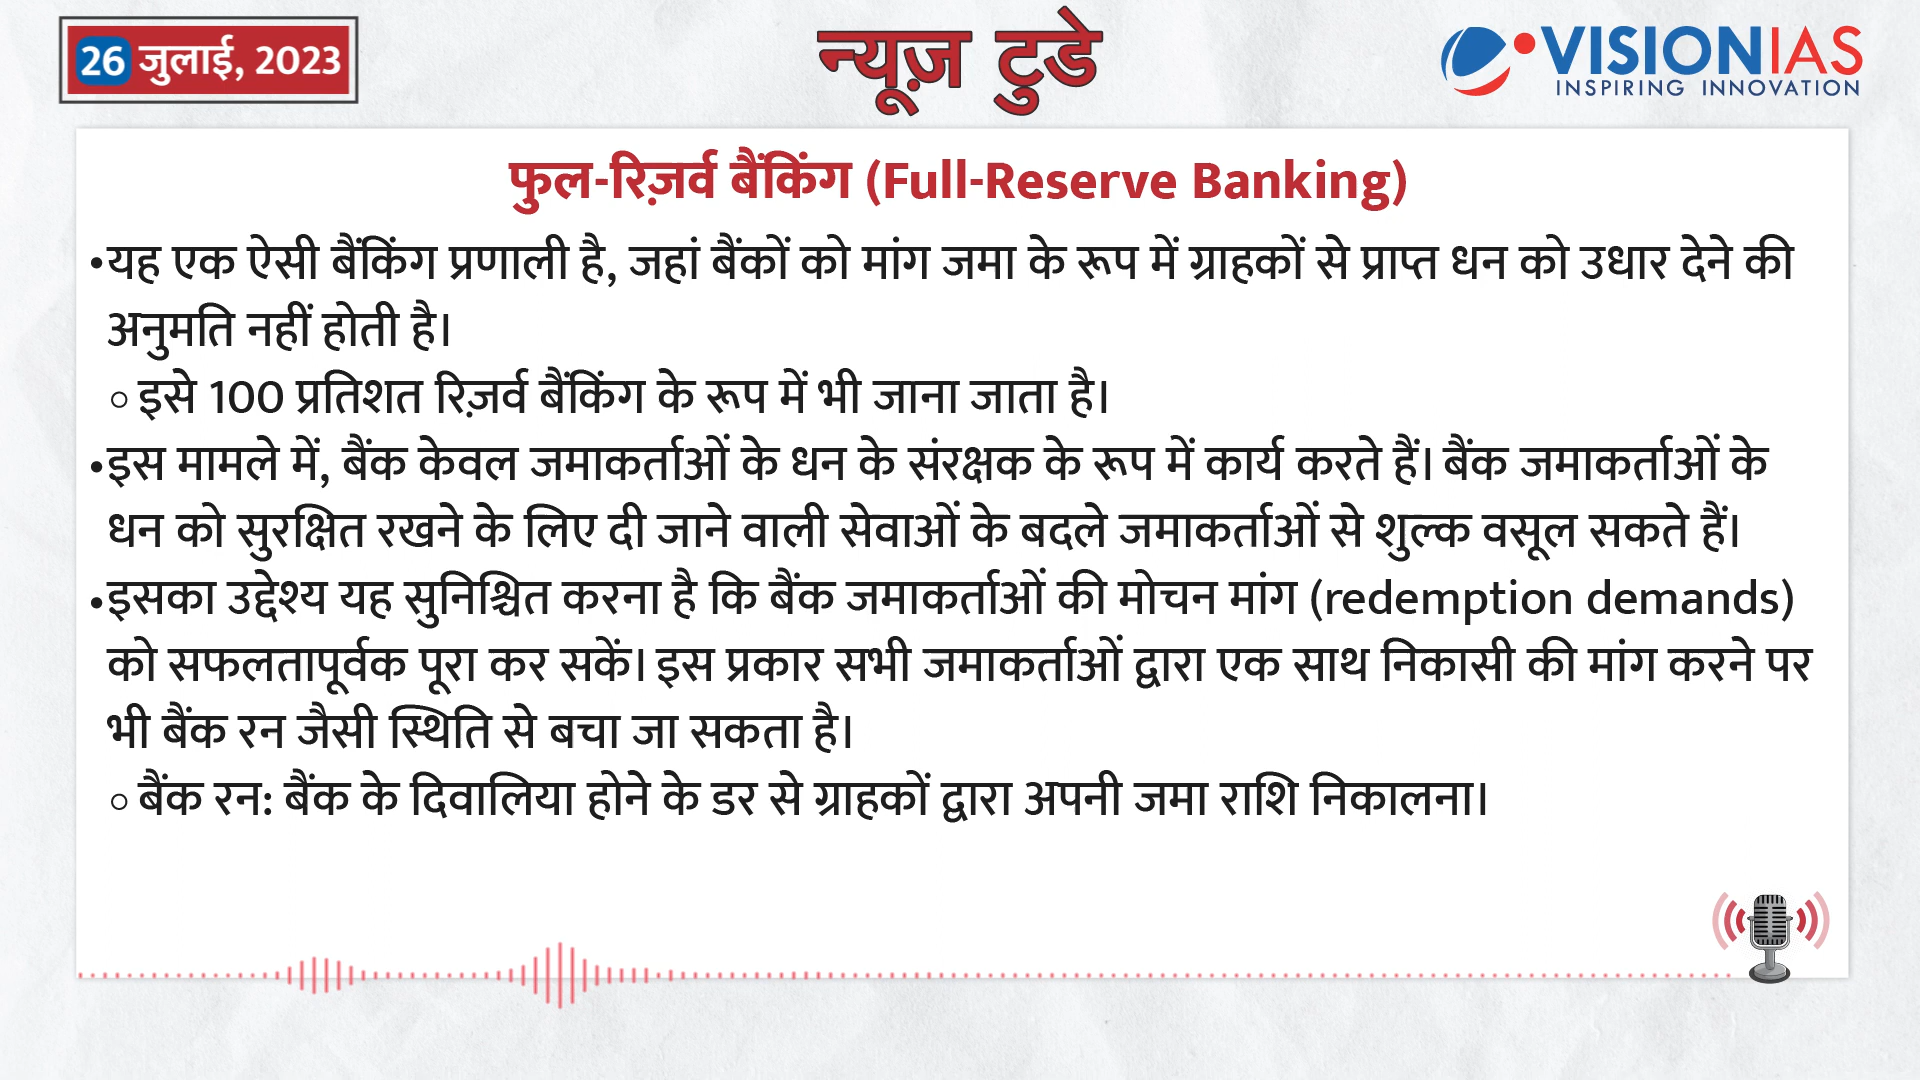 26 जुलाई, 2023
न्यूज़ टुडे
VISIONIAS
INSPIRING INNOVATION
फुल-रिज़र्व बैंकिंग (Full-Reserve Banking)
•यह एक ऐसी बैंकिंग प्रणाली है, जहां बैंकों को मांग जमा के रूप में ग्राहकों से प्राप्त धन को उधार देने की
अनुमति नहीं होती है।
○ इसे 100 प्रतिशत रिज़र्व बैंकिंग के रूप में भी जाना जाता है।
•इस मामले में, बैंक केवल जमाकर्ताओं के धन के संरक्षक के रूप में कार्य करते हैं। बैंक जमाकर्ताओं के
धन को सुरक्षित रखने के लिए दी जाने वाली सेवाओं के बदले जमाकर्ताओं से शुल्क वसूल सकते हैं।
•इसका उद्देश्य यह सुनिश्चित करना है कि बैंक जमाकर्ताओं की मोचन मांग (redemption demands)
को सफलतापूर्वक पूरा कर सकें। इस प्रकार सभी जमाकर्ताओं द्वारा एक साथ निकासी की मांग करने पर
भी बैंक रन जैसी स्थिति से बचा जा सकता है।
○ बैंक रन: बैंक के दिवालिया होने के डर से ग्राहकों द्वारा अपनी जमा राशि निकालना।